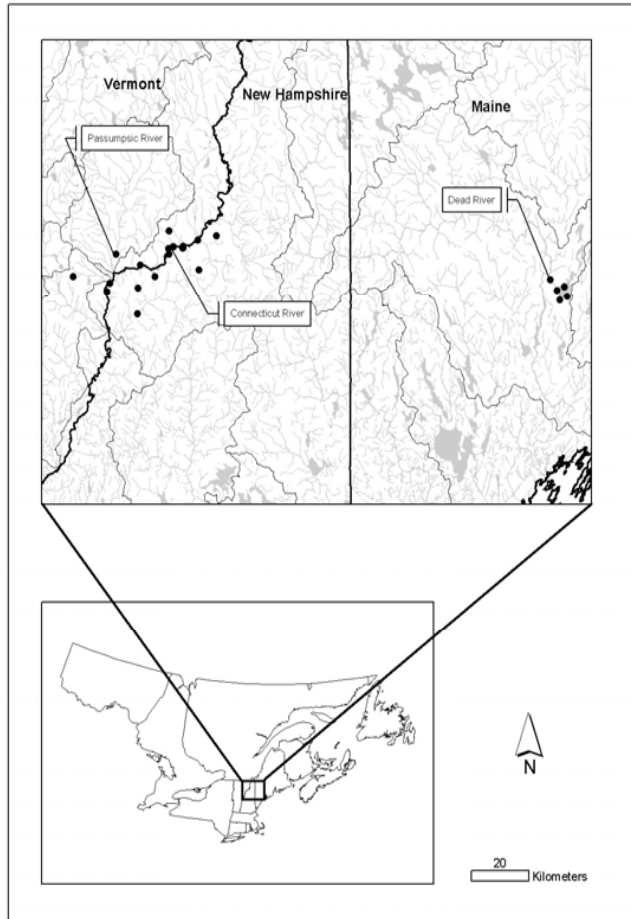 Vermont
New Hampshire
Maine
Passumpsic River
Dead River
Connecticut River
N
20
Kilometers